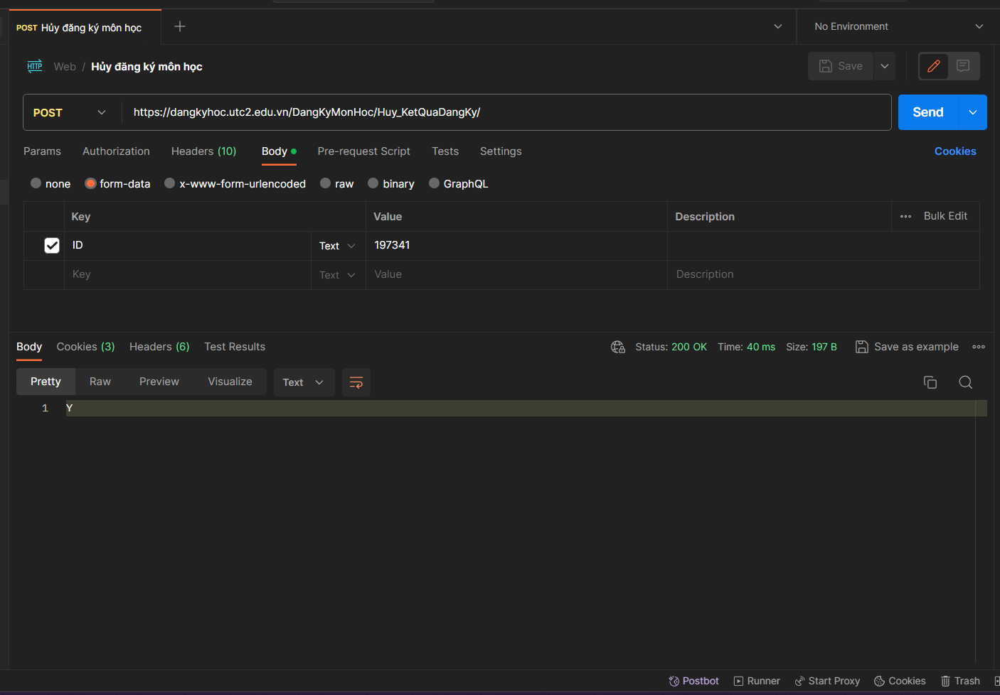 POST Hủy đăng ký môn học
No Environment
HTTP Web / Hủy đăng ký môn học
Save
POST https://dangkyhoc.utc2.edu.vn/DangKyMonHoc/Huy_KetQuaDangKy/
Send
Params Authorization Headers (10) Body Pre-request Script Tests Settings Cookies
none form-data x-www-form-urlencoded raw binary GraphQL
Key Value Description Bulk Edit
ID Text 197341
Key Text Value Description
Body Cookies (3) Headers (6) Test Results Status: 200 OK Time: 40 ms Size: 197 B Save as example
Pretty Raw Preview Visualize Text
1 Y
Postbot Runner Start Proxy Cookies Trash